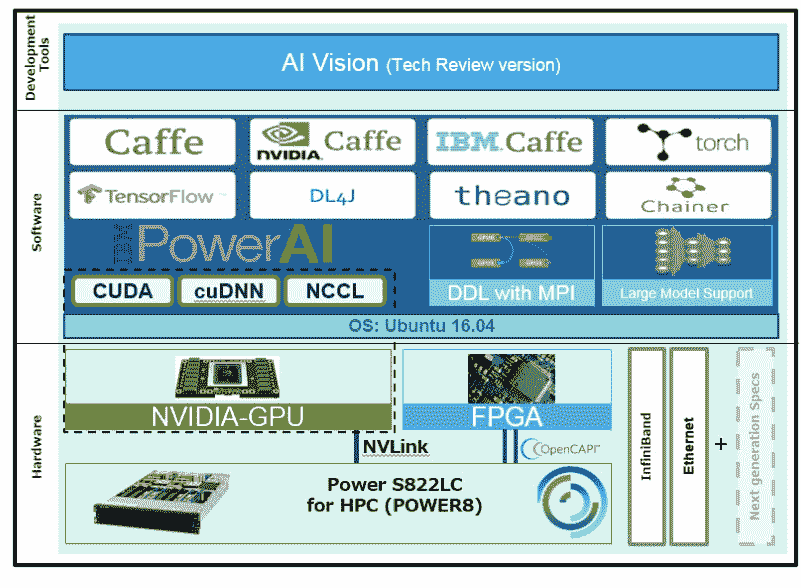 Development
Tools
AI Vision (Tech Review version)
Software
Caffe
NVIDIA. Caffe
IBM. Caffe
torch
TensorFlow
DL4J
theano
Chainer
IBM PowerAI
DDL with MPI
Large Model Support
CUDA
cuDNN
NCCL
OS: Ubuntu 16.04
Hardware
NVIDIA-GPU
FPGA
NVLink
OpenCAPI
Power S822LC
for HPC (POWER8)
InfiniBand
Ethernet
+
Next generation Specs